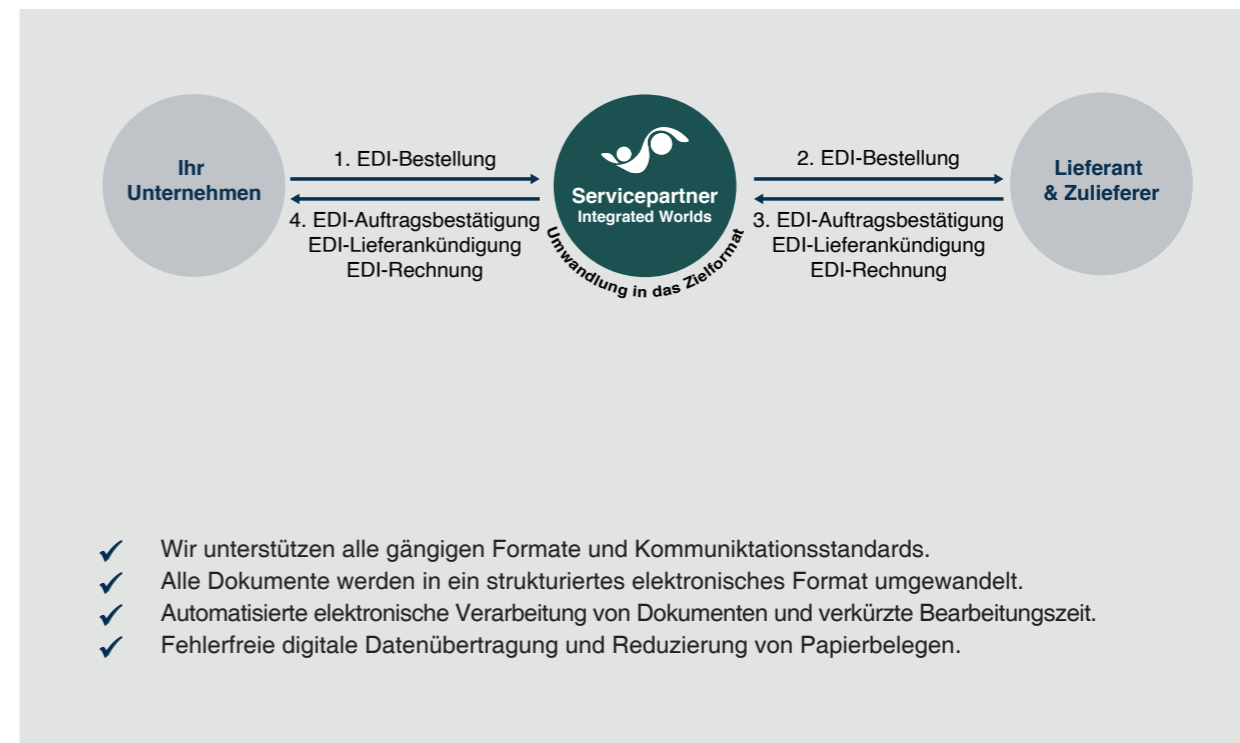 Ihr
Unternehmen
1. EDI-Bestellung
4. EDI-Auftragsbestätigung
EDI-Lieferankündigung
EDI-Rechnung
Servicepartner
Integrated Worlds
Umwandlung in das Zielformat
2. EDI-Bestellung
3. EDI-Auftragsbestätigung
EDI-Lieferankündigung
EDI-Rechnung
Lieferant
& Zulieferer
Wir unterstützen alle gängigen Formate und Kommuniktationsstandards.
Alle Dokumente werden in ein strukturiertes elektronisches Format umgewandelt.
Automatisierte elektronische Verarbeitung von Dokumenten und verkürzte Bearbeitungszeit.
Fehlerfreie digitale Datenübertragung und Reduzierung von Papierbelegen.